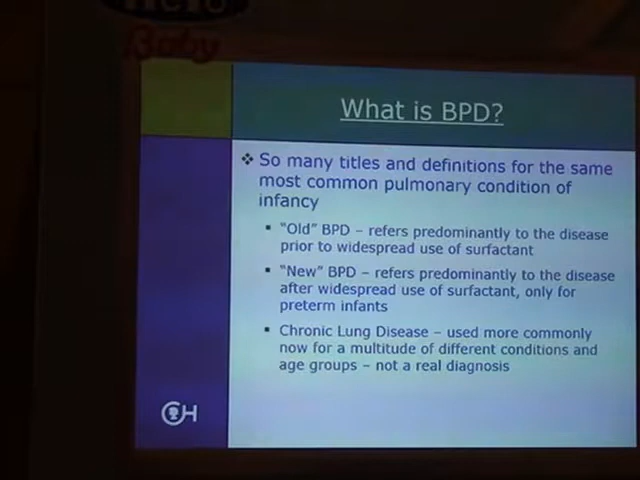 Hero
Baby
What is BPD?
❖ So many titles and definitions for the same
most common pulmonary condition of
infancy
▪ "Old" BPD – refers predominantly to the disease
prior to widespread use of surfactant
▪ "New" BPD – refers predominantly to the disease
after widespread use of surfactant, only for
preterm infants
▪ Chronic Lung Disease – used more commonly
now for a multitude of different conditions and
age groups – not a real diagnosis
CH